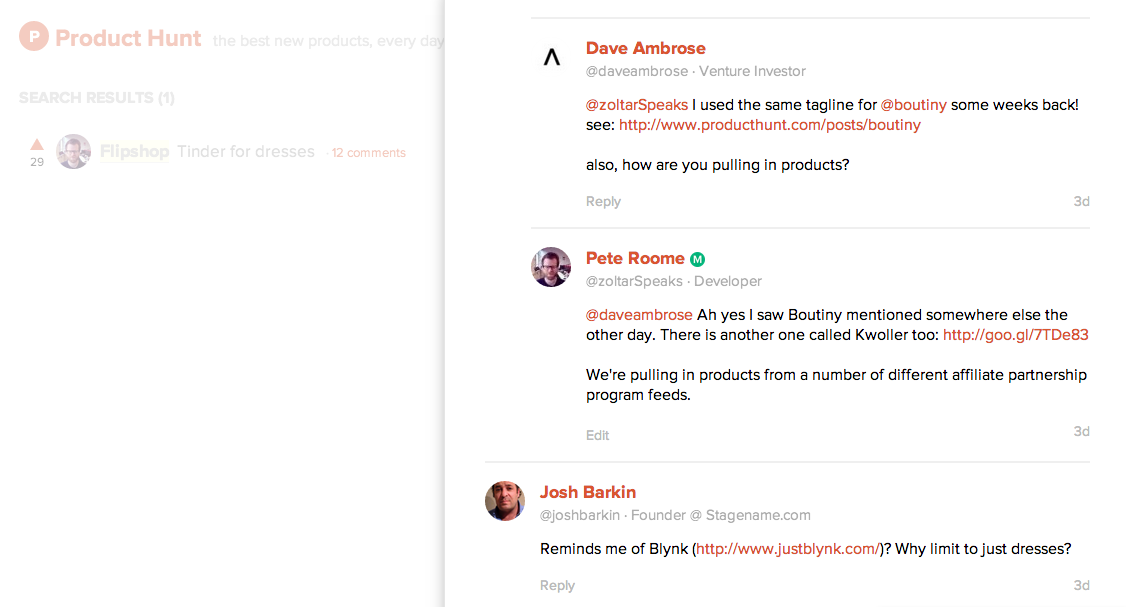 P Product Hunt the best new products, every day
SEARCH RESULTS (1)
29 Flipshop Tinder for dresses · 12 comments
Dave Ambrose
@daveambrose · Venture Investor
@zoltarSpeaks I used the same tagline for @boutiny some weeks back!
see: http://www.producthunt.com/posts/boutiny
also, how are you pulling in products?
Reply 3d
Pete Roome M
@zoltarSpeaks · Developer
@daveambrose Ah yes I saw Boutiny mentioned somewhere else the
other day. There is another one called Kwoller too: http://goo.gl/7TDe83
We're pulling in products from a number of different affiliate partnership
program feeds.
Edit 3d
Josh Barkin
@joshbarkin · Founder @ Stagename.com
Reminds me of Blynk (http://www.justblynk.com/)? Why limit to just dresses?
Reply 3d